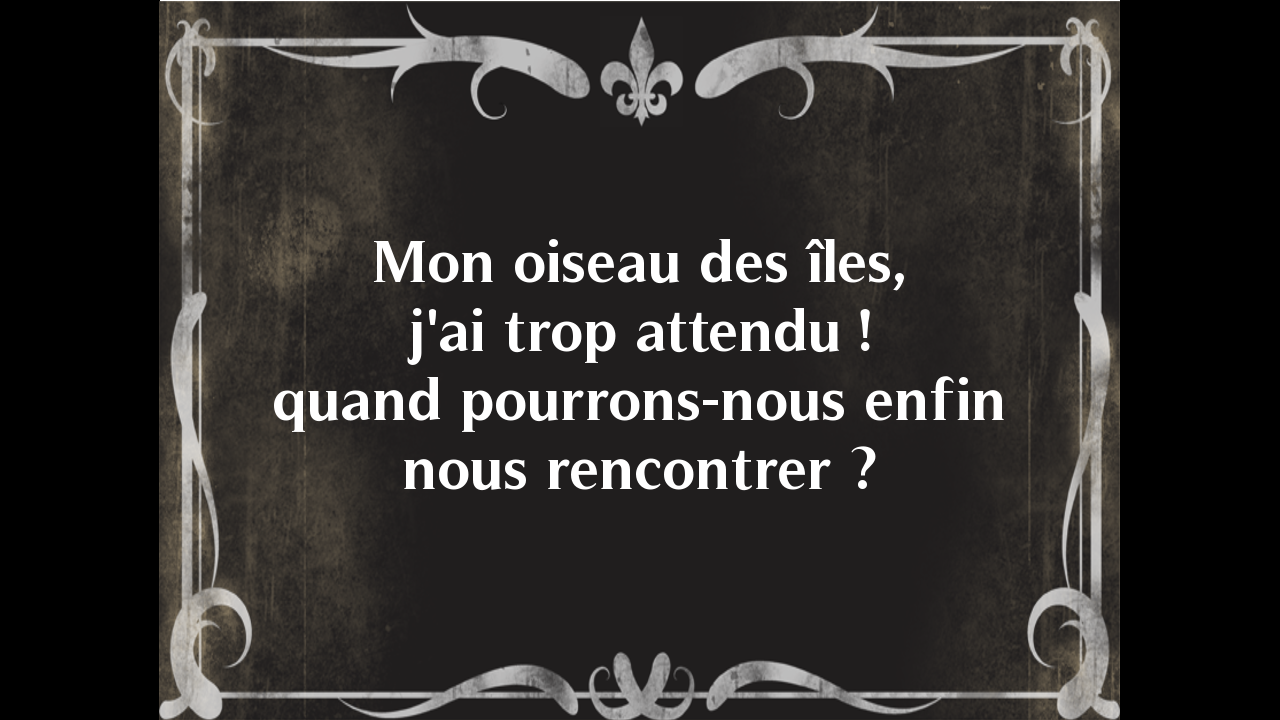 Mon oiseau des îles,
j'ai trop attendu !
quand pourrons-nous enfin
nous rencontrer ?